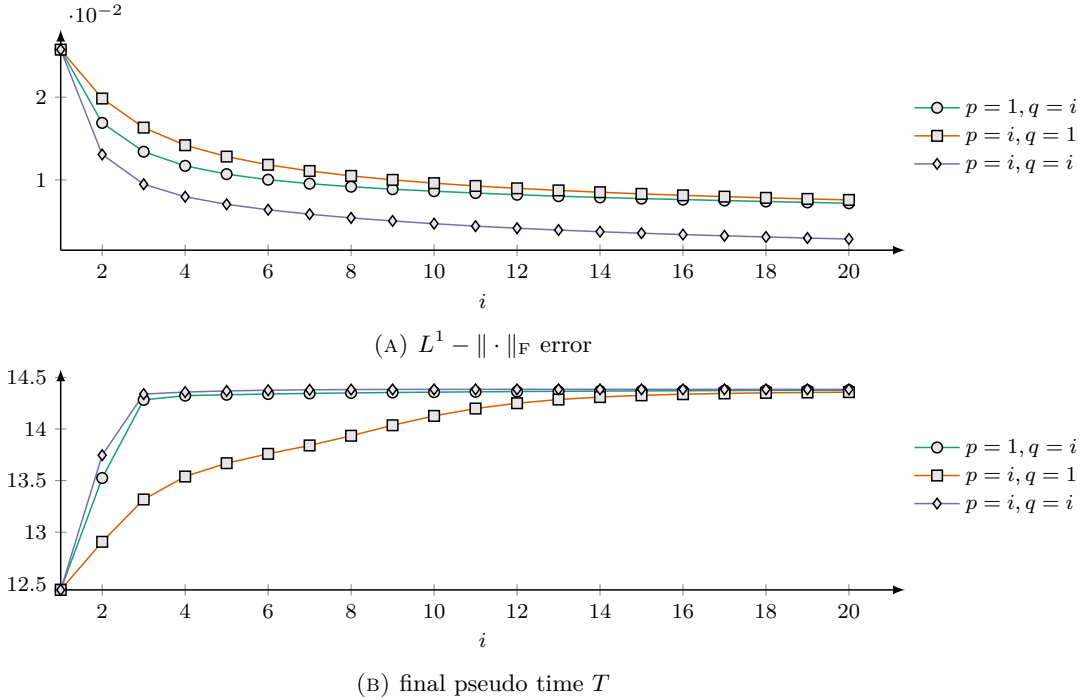 ·10⁻²
2
1
2 4 6 8 10 12 14 16 18 20
i
p = 1, q = i
p = i, q = 1
p = i, q = i
(A) L¹ − ∥ · ∥F error
14.5
14
13.5
13
12.5
2 4 6 8 10 12 14 16 18 20
i
p = 1, q = i
p = i, q = 1
p = i, q = i
(B) final pseudo time T